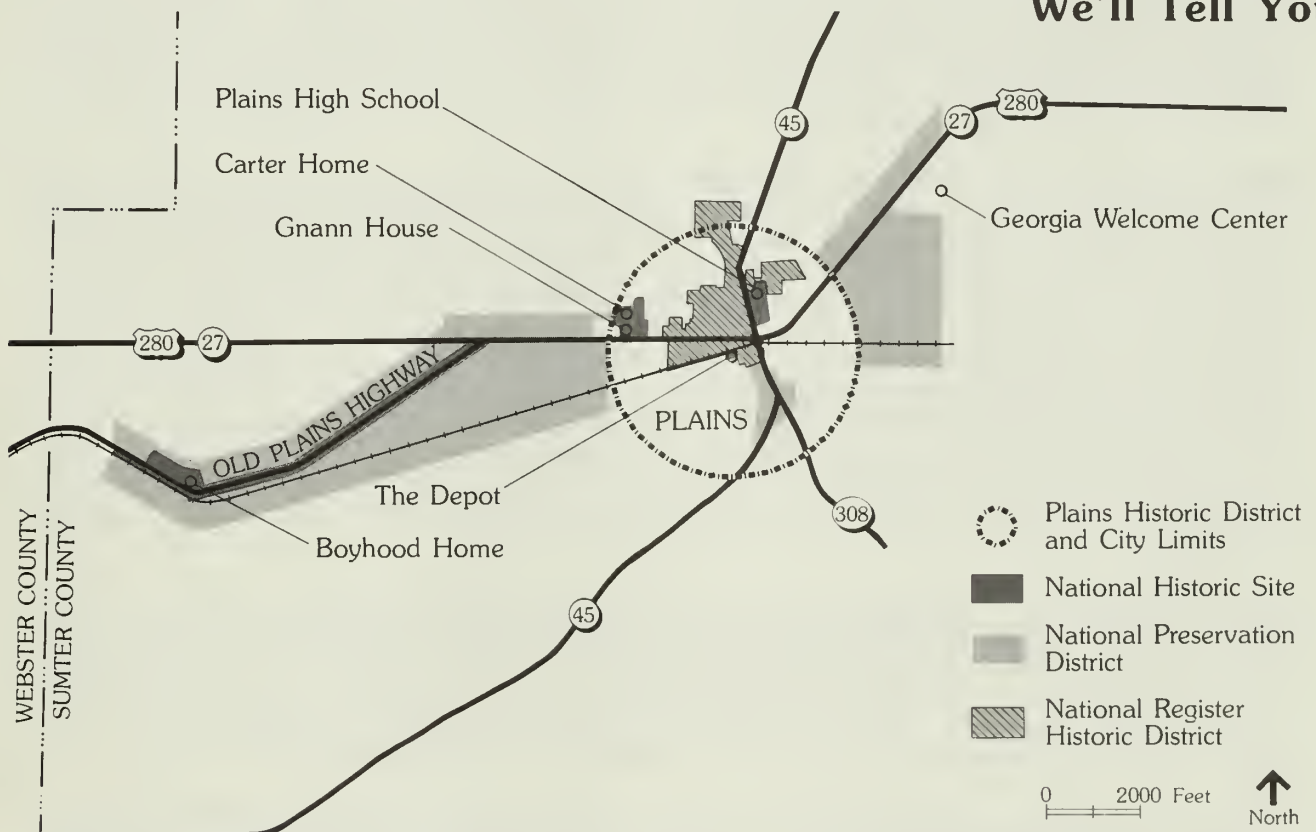 We'll Tell You
280
45
27
Plains High School
Carter Home
Gnann House
Georgia Welcome Center
280
27
OLD PLAINS HIGHWAY
PLAINS
The Depot
Boyhood Home
308
45
WEBSTER COUNTY
SUMTER COUNTY
Plains Historic District
and City Limits
National Historic Site
National Preservation
District
National Register
Historic District
0 2000 Feet
North